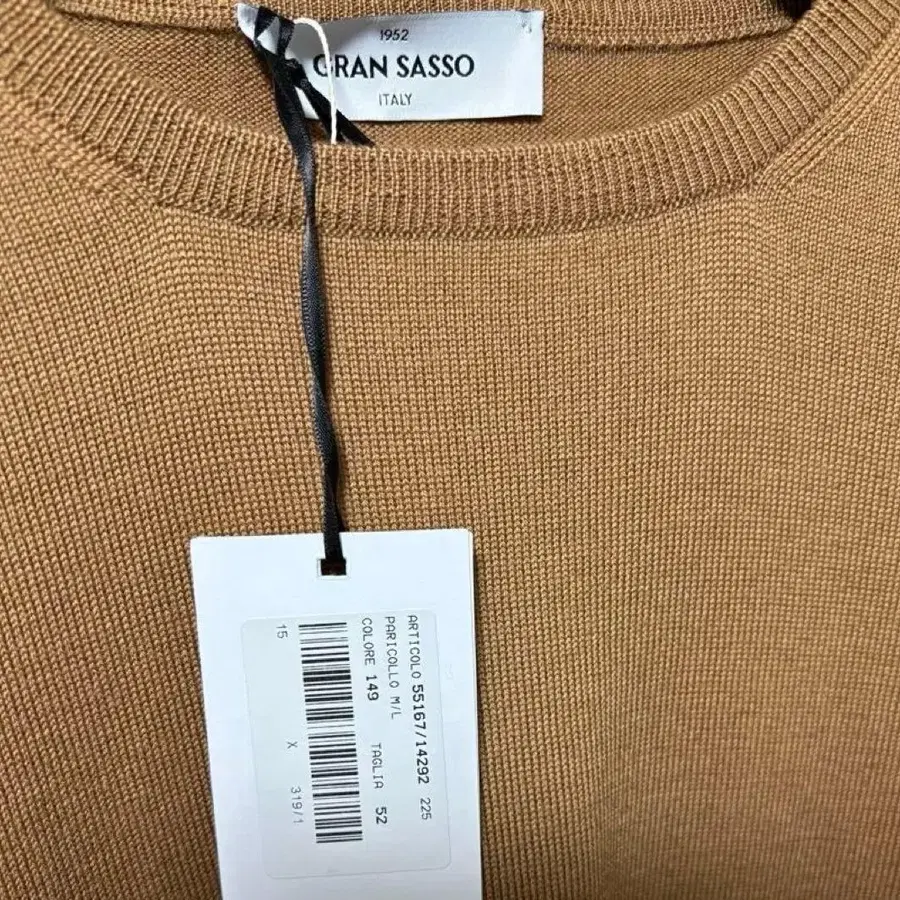 1952
GRAN SASSO
ITALY
ARTICOLO 55167/14292 225
PARICOLLO M/L
COLORE 149 TAGLIA 52
15
X 319/1